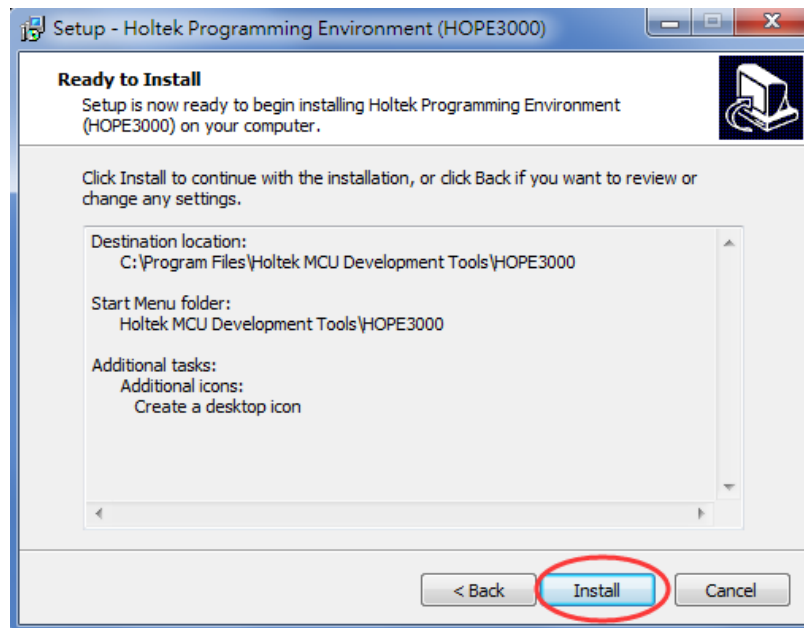 Setup - Holtek Programming Environment (HOPE3000)
Ready to Install
Setup is now ready to begin installing Holtek Programming Environment
(HOPE3000) on your computer.
Click Install to continue with the installation, or click Back if you want to review or
change any settings.
Destination location:
C:\Program Files\Holtek MCU Development Tools\HOPE3000
Start Menu folder:
Holtek MCU Development Tools\HOPE3000
Additional tasks:
Additional icons:
Create a desktop icon
< Back
Install
Cancel